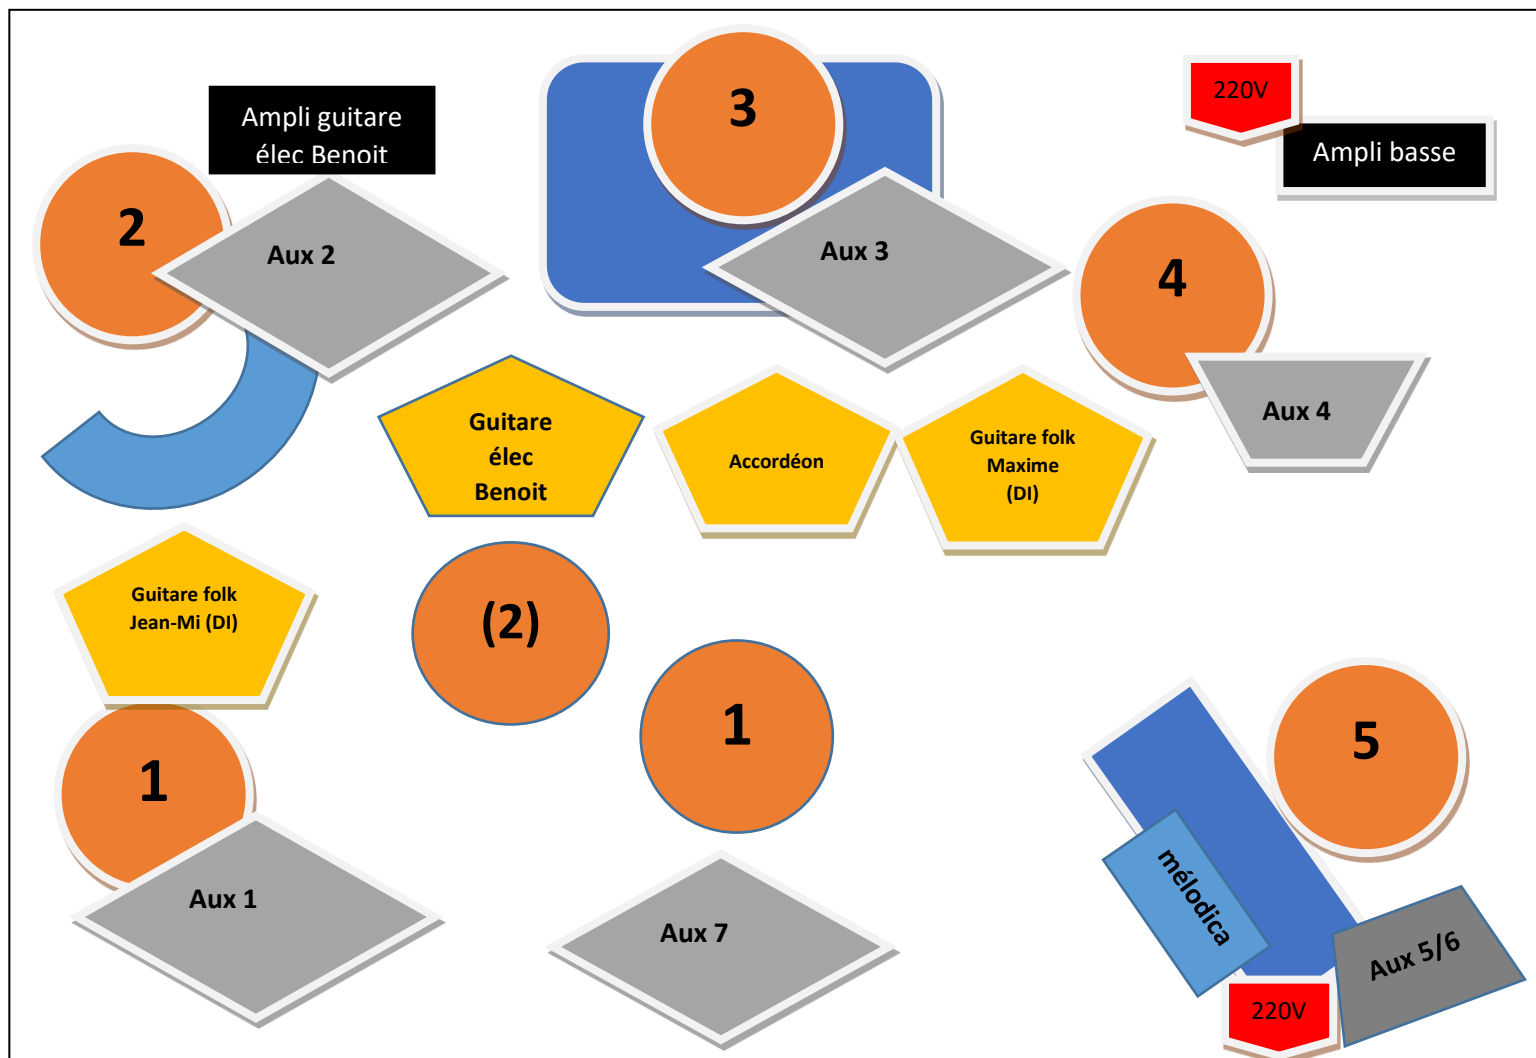 Ampli guitare
élec Benoit
3
220V
Ampli basse
2
Aux 2
Aux 3
4
Aux 4
Guitare
élec
Benoit
Accordéon
Guitare folk
Maxime
(DI)
Guitare folk
Jean-Mi (DI)
(2)
1
5
1
Aux 1
Aux 7
mélodica
Aux 5/6
220V